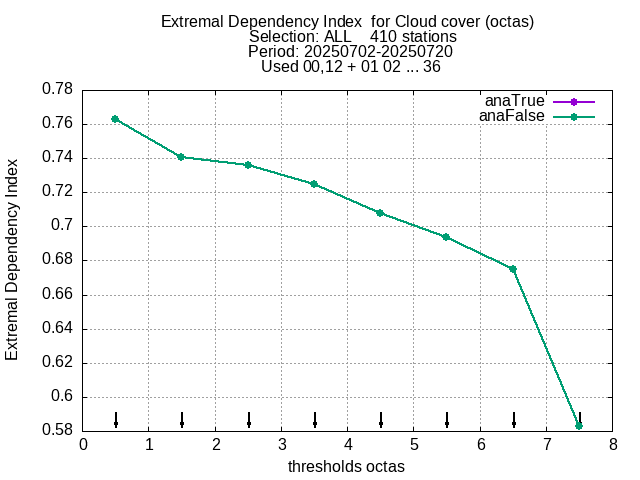 Extremal Dependency Index  for Cloud cover (octas)
Selection: ALL    410 stations
Period: 20250702-20250720
Used 00,12 + 01 02 ... 36
anaTrue
anaFalse
Extremal Dependency Index
0.78
0.76
0.74
0.72
0.7
0.68
0.66
0.64
0.62
0.6
0.58
0 1 2 3 4 5 6 7 8
thresholds octas